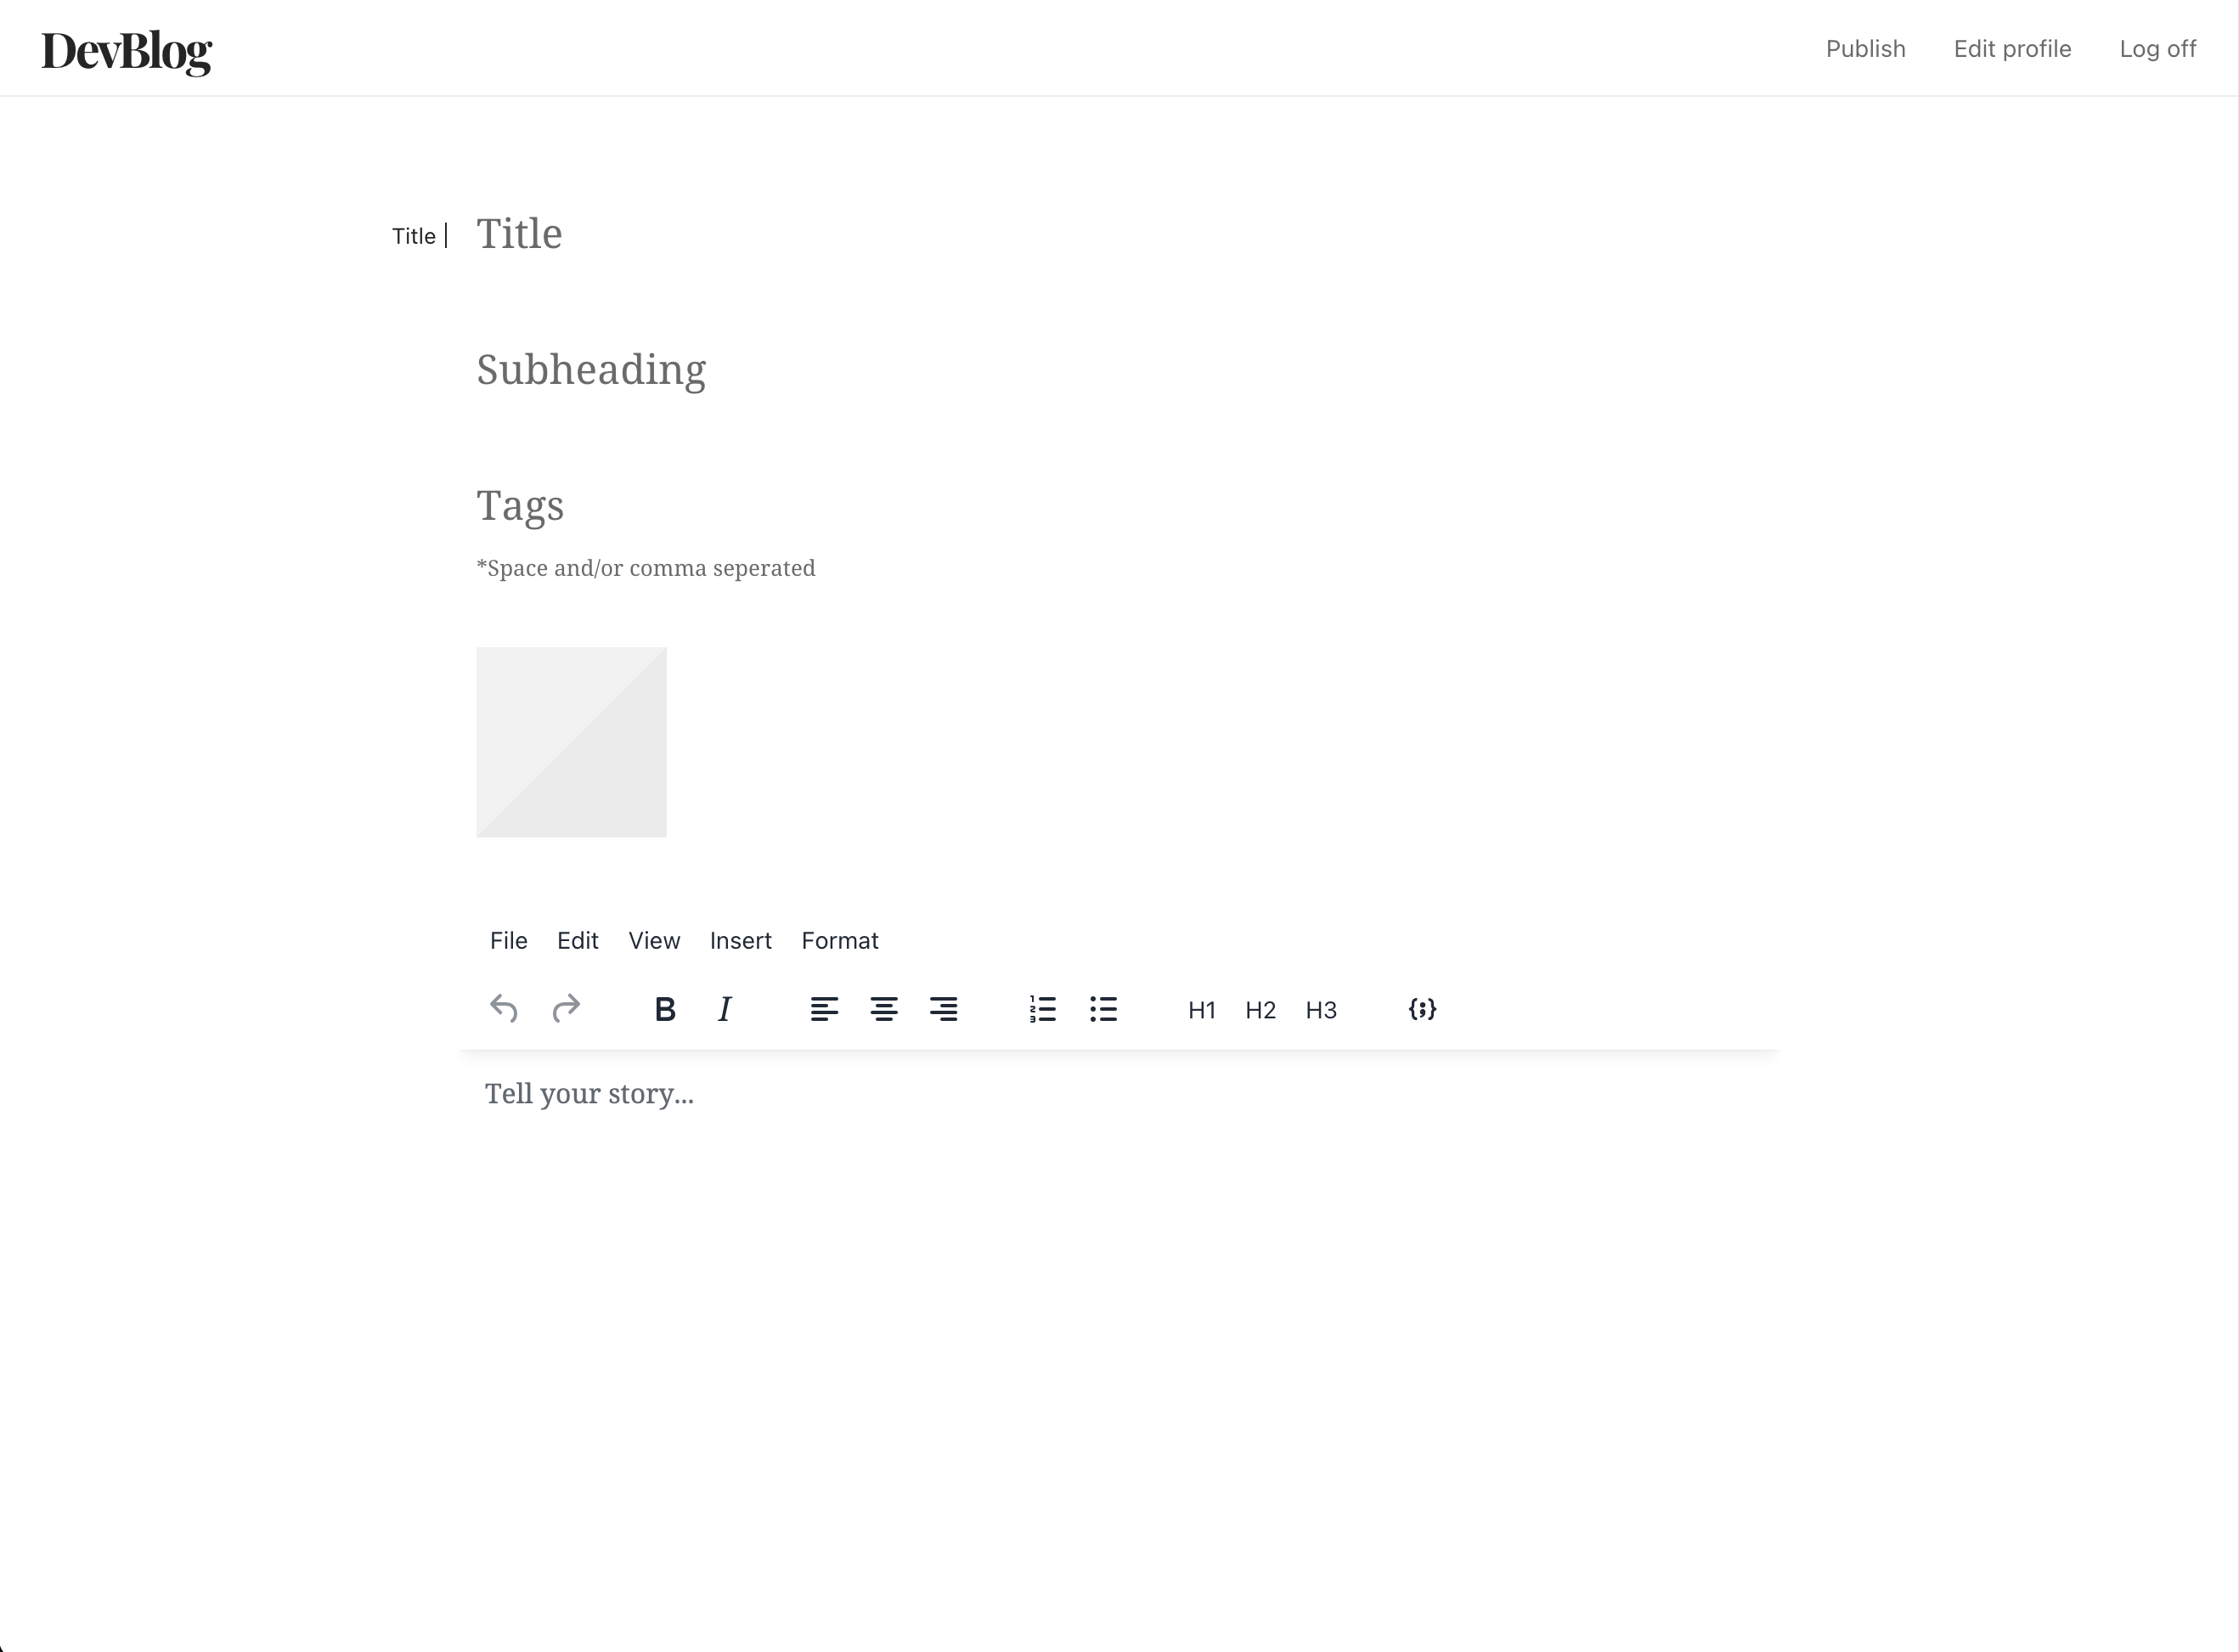 DevBlog
Publish Edit profile Log off
Title Title
Subheading
Tags
*Space and/or comma seperated
File Edit View Insert Format
B I H1 H2 H3 {;}
Tell your story...